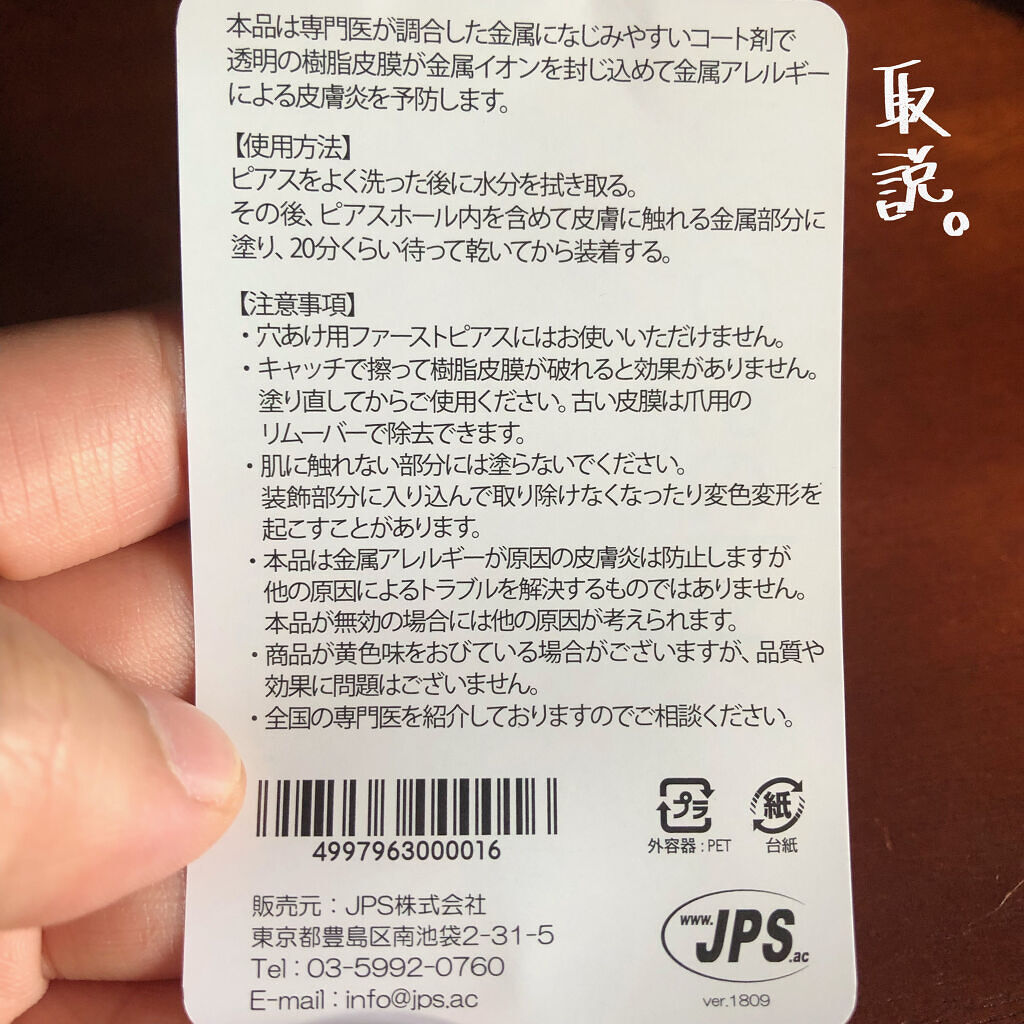 本品は専門医が調合した金属になじみやすいコート剤で
透明の樹脂皮膜が金属イオンを封じ込めて金属アレルギー
による皮膚炎を予防します。
取説。
【使用方法】
ピアスをよく洗った後に水分を拭き取る。
その後、ピアスホール内を含めて皮膚に触れる金属部分に
塗り、20分くらい待って乾いてから装着する。
【注意事項】
・穴あけ用ファーストピアスにはお使いいただけません。
・キャッチで擦って樹脂皮膜が破れると効果がありません。
塗り直してからご使用ください。古い皮膜は爪用の
リムーバーで除去できます。
・肌に触れない部分には塗らないでください。
装飾部分に入り込んで取り除けなくなったり変色変形を
起こすことがあります。
・本品は金属アレルギーが原因の皮膚炎は防止しますが
他の原因によるトラブルを解決するものではありません。
本品が無効の場合には他の原因が考えられます。
・商品が黄色味をおびている場合がございますが、品質や
効果に問題はございません。
・全国の専門医を紹介しておりますのでご相談ください。
4997963000016
プラ
外容器:PET
紙
台紙
販売元：JPS株式会社
東京都豊島区南池袋2-31-5
Tel：03-5992-0760
E-mail：info@jps.ac
www.JPS.ac
ver.1809